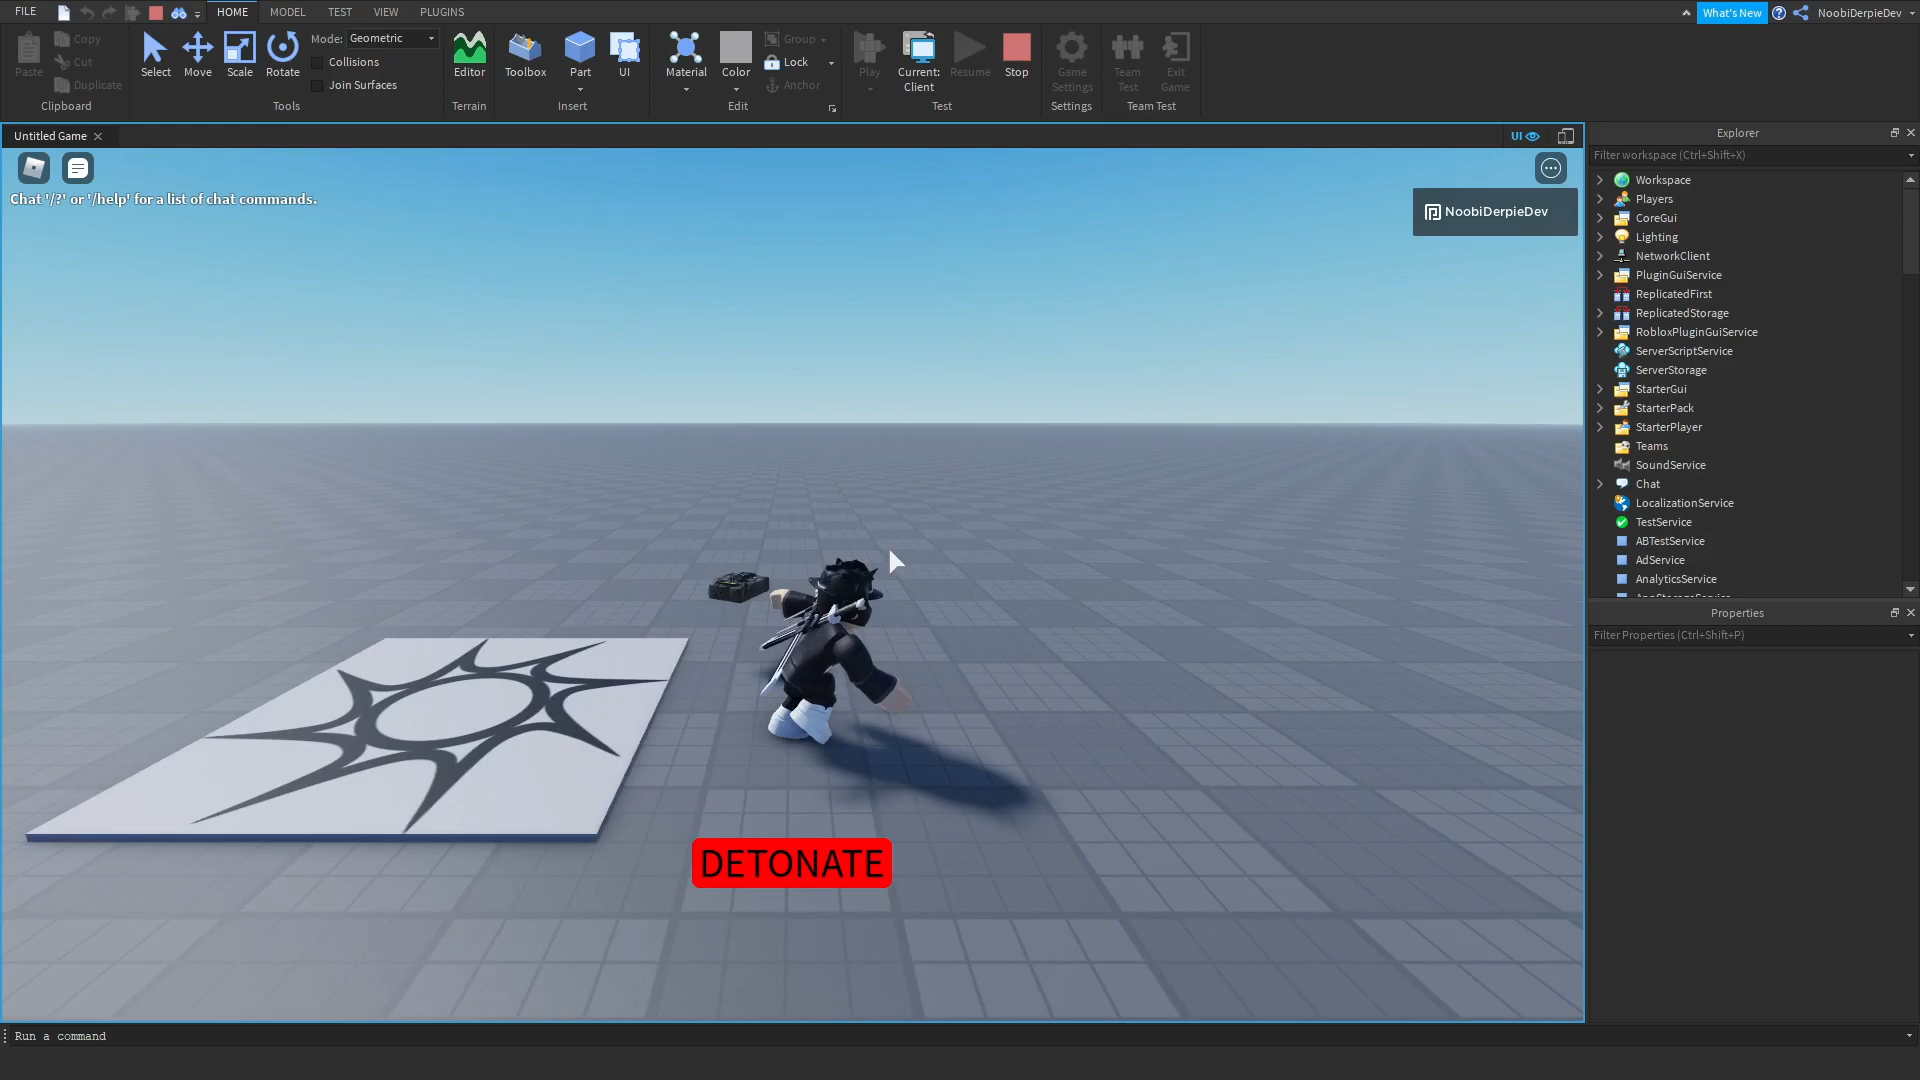 FILE
HOME
MODEL
TEST
VIEW
PLUGINS
What's New
NoobiDerpieDev
Paste
Copy
Cut
Duplicate
Clipboard
Select
Move
Scale
Rotate
Mode:
Geometric
Collisions
Join Surfaces
Tools
Editor
Terrain
Toolbox
Part
UI
Insert
Material
Color
Group
Lock
Anchor
Edit
Play
Current:
Client
Resume
Stop
Test
Game
Settings
Settings
Team
Test
Exit
Game
Team Test
Untitled Game
UI
Chat '/?' or '/help' for a list of chat commands.
NoobiDerpieDev
DETONATE
Explorer
Filter workspace (Ctrl+Shift+X)
Workspace
Players
CoreGui
Lighting
NetworkClient
PluginGuiService
ReplicatedFirst
ReplicatedStorage
RobloxPluginGuiService
ServerScriptService
ServerStorage
StarterGui
StarterPack
StarterPlayer
Teams
SoundService
Chat
LocalizationService
TestService
ABTestService
AdService
AnalyticsService
Properties
Filter Properties (Ctrl+Shift+P)
Run a command